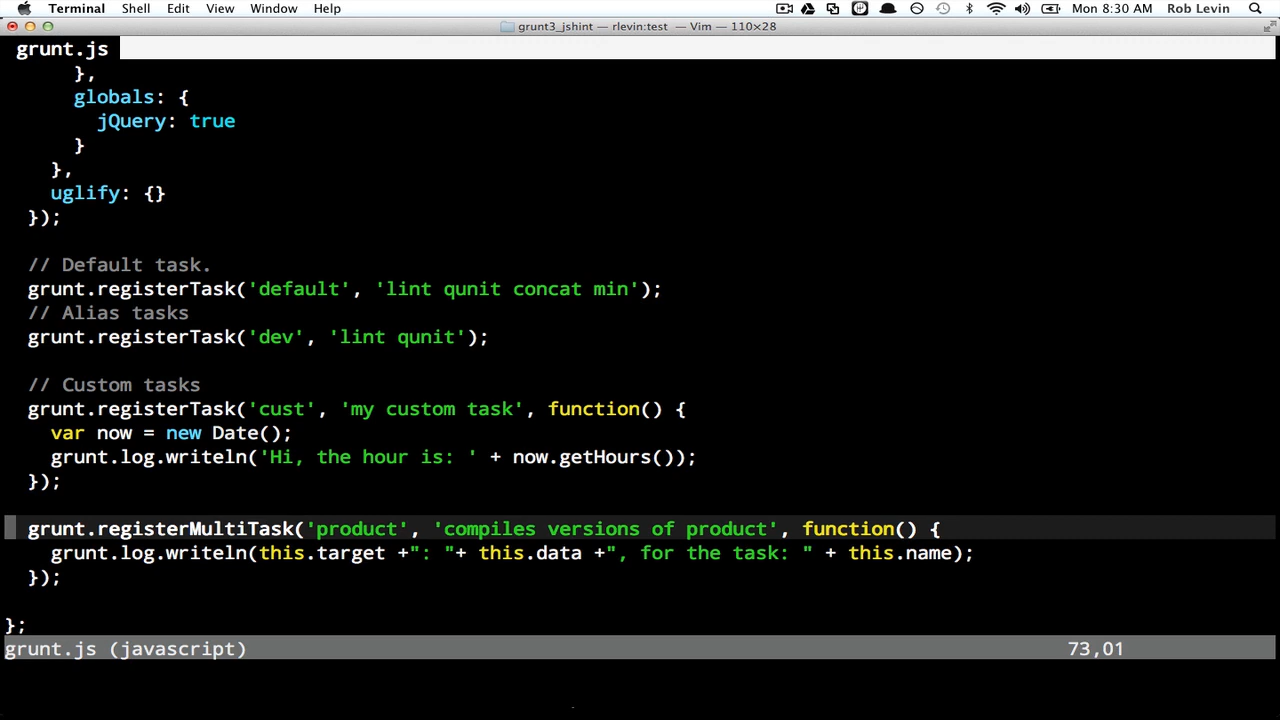 Terminal Shell Edit View Window Help Mon 8:30 AM Rob Levin
grunt3_jshint — rlevin:test — Vim — 110×28
grunt.js
},
globals: {
jQuery: true
}
},
uglify: {}
});
// Default task.
grunt.registerTask('default', 'lint qunit concat min');
// Alias tasks
grunt.registerTask('dev', 'lint qunit');
// Custom tasks
grunt.registerTask('cust', 'my custom task', function() {
var now = new Date();
grunt.log.writeln('Hi, the hour is: ' + now.getHours());
});
grunt.registerMultiTask('product', 'compiles versions of product', function() {
grunt.log.writeln(this.target +": "+ this.data +", for the task: " + this.name);
});
};
grunt.js (javascript) 73,01